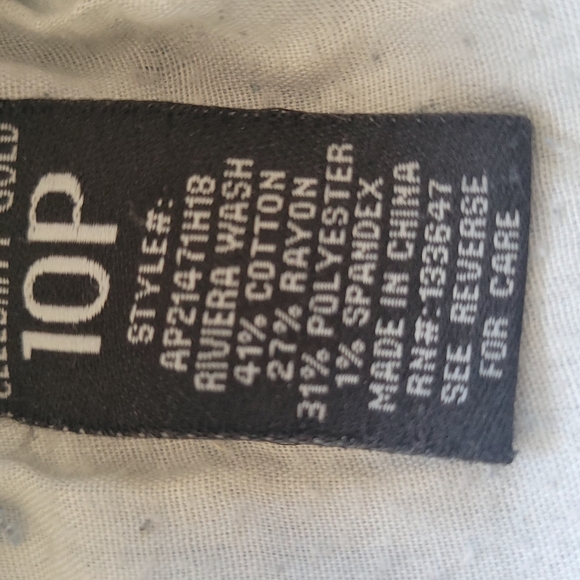 10P
STYLE#:
AP21471H18
RIVIERA WASH
41% COTTON
27% RAYON
31% POLYESTER
1% SPANDEX
MADE IN CHINA
RN#:133647
SEE REVERSE
FOR CARE